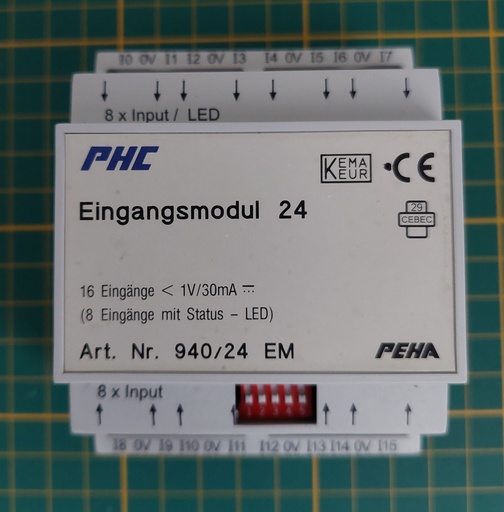 I0 0V I1 I2 0V I3 I4 0V I5 I6 0V I7
8 x Input / LED
PHC
KEMA
KEUR
CE
Eingangsmodul 24
29
CEBEC
16 Eingänge < 1V/30mA ⎓
(8 Eingänge mit Status - LED)
Art. Nr. 940/24 EM
PEHA
8 x Input
I8 0V I9 I10 0V I11 I12 0V I13 I14 0V I15